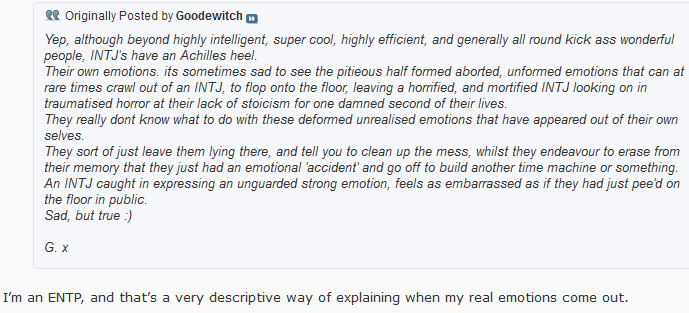 Originally Posted by Goodewitch
Yep, although beyond highly intelligent, super cool, highly efficient, and generally all round kick ass wonderful
people, INTJ's have an Achilles heel.
Their own emotions. its sometimes sad to see the pitieous half formed aborted, unformed emotions that can at
rare times crawl out of an INTJ, to flop onto the floor, leaving a horrified, and mortified INTJ looking on in
traumatised horror at their lack of stoicism for one damned second of their lives.
They really dont know what to do with these deformed unrealised emotions that have appeared out of their own
selves.
They sort of just leave them lying there, and tell you to clean up the mess, whilst they endeavour to erase from
their memory that they just had an emotional 'accident' and go off to build another time machine or something.
An INTJ caught in expressing an unguarded strong emotion, feels as embarrassed as if they had just pee'd on
the floor in public.
Sad, but true :)
G. x
I'm an ENTP, and that's a very descriptive way of explaining when my real emotions come out.